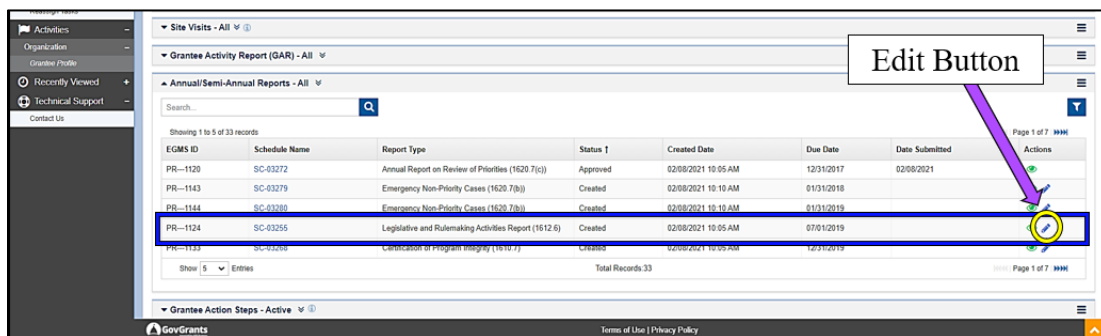 Reassign Tasks
Activities
Organization
Grantee Profile
Recently Viewed
Technical Support
Contact Us
Site Visits - All
Grantee Activity Report (GAR) - All
Edit Button
Annual/Semi-Annual Reports - All
Search...
Showing 1 to 5 of 33 records
Page 1 of 7
EGMS ID Schedule Name Report Type Status ↑ Created Date Due Date Date Submitted Actions
PR---1120 SC-03272 Annual Report on Review of Priorities (1620.7(c)) Approved 02/08/2021 10:05 AM 12/31/2017 02/08/2021
PR---1143 SC-03279 Emergency Non-Priority Cases (1620.7(b)) Created 02/08/2021 10:10 AM 01/31/2018
PR---1144 SC-03280 Emergency Non-Priority Cases (1620.7(b)) Created 02/08/2021 10:10 AM 01/31/2019
PR---1124 SC-03255 Legislative and Rulemaking Activities Report (1612.6) Created 02/08/2021 10:05 AM 07/01/2019
PR---1133 SC-03268 Certification of Program Integrity (1610.7) Created 02/08/2021 10:05 AM 12/31/2019
Show 5 Entries Total Records:33 Page 1 of 7
Grantee Action Steps - Active
GovGrants Terms of Use | Privacy Policy